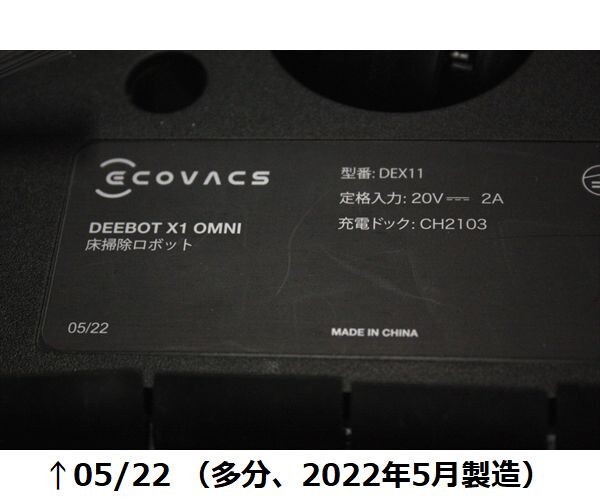 ECOVACS
DEEBOT X1 OMNI
床掃除ロボット
型番: DEX11
定格入力: 20V⎓ 2A
充電ドック: CH2103
05/22
MADE IN CHINA
↑05/22 （多分、2022年5月製造）